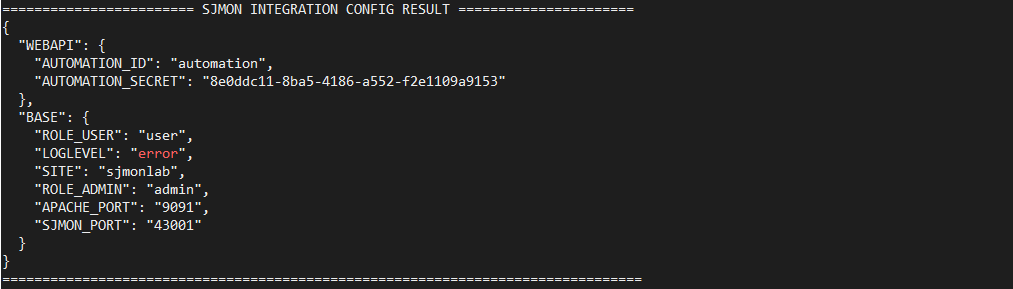 ======================== SJMON INTEGRATION CONFIG RESULT ======================
{
  "WEBAPI": {
    "AUTOMATION_ID": "automation",
    "AUTOMATION_SECRET": "8e0ddc11-8ba5-4186-a552-f2e1109a9153"
  },
  "BASE": {
    "ROLE_USER": "user",
    "LOGLEVEL": "error",
    "SITE": "sjmonlab",
    "ROLE_ADMIN": "admin",
    "APACHE_PORT": "9091",
    "SJMON_PORT": "43001"
  }
}
================================================================================